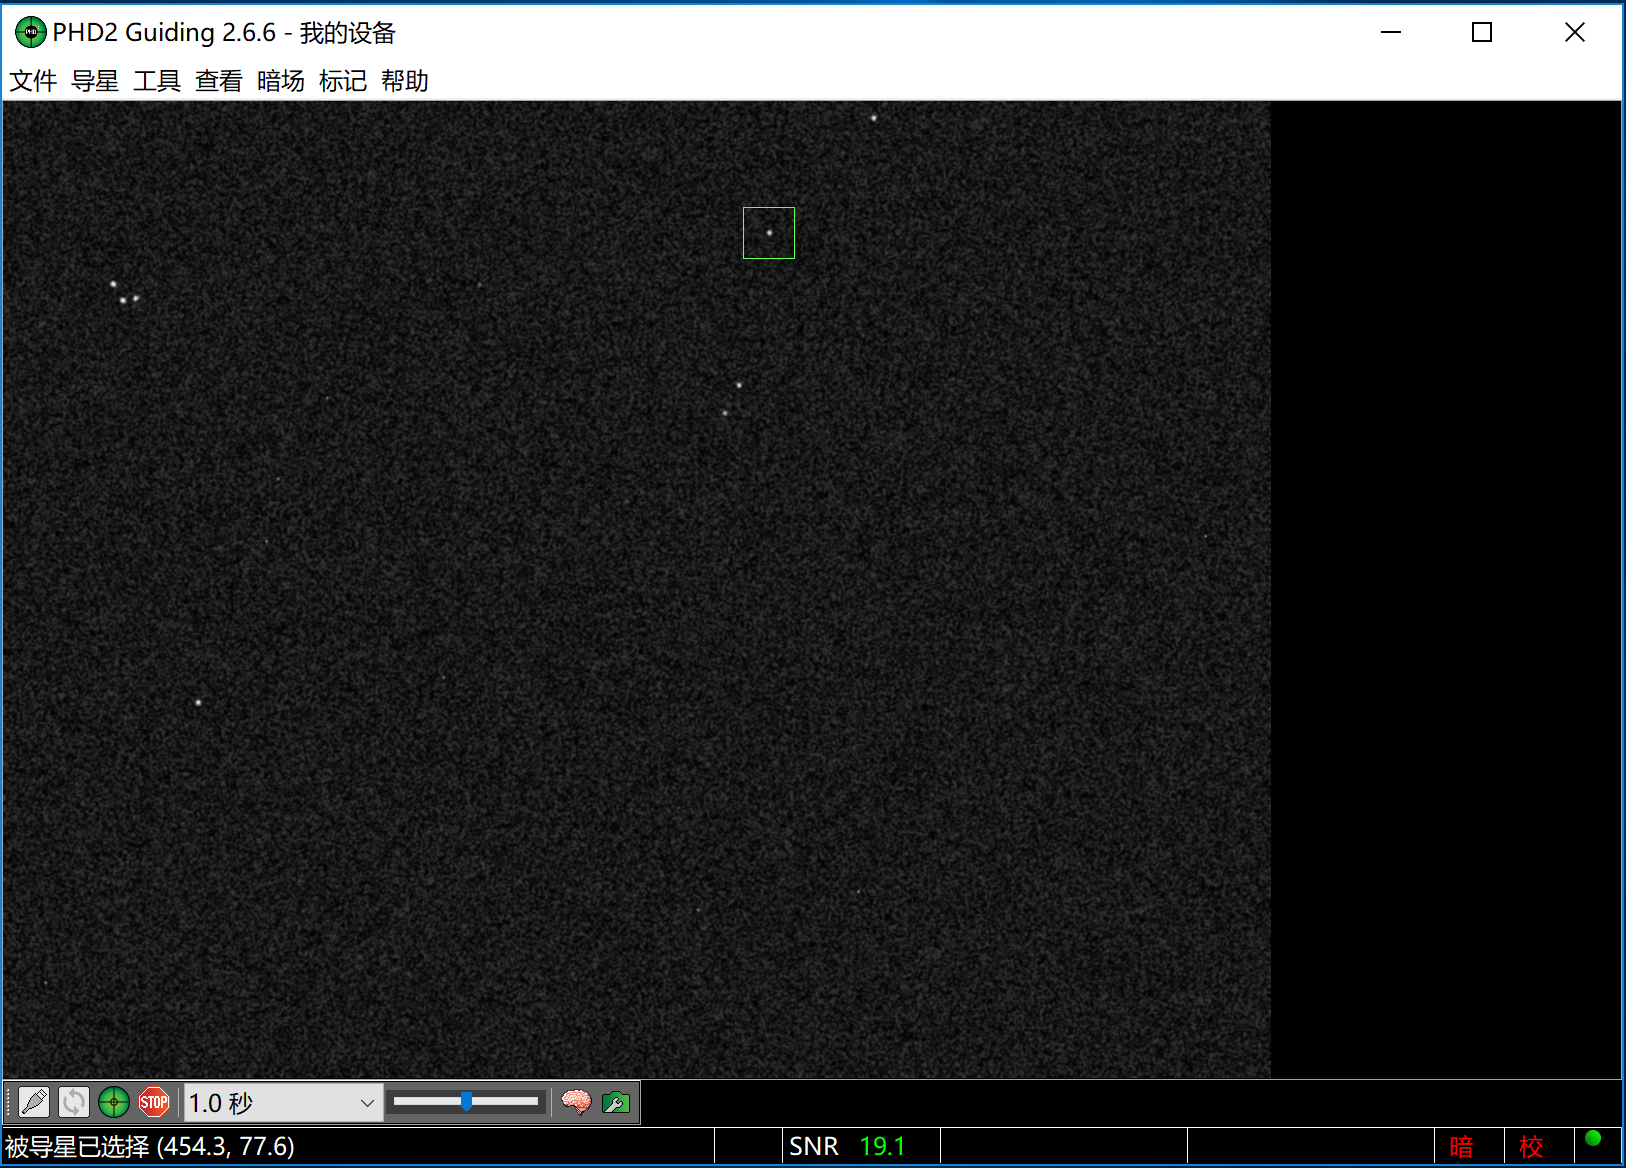 PHD2 Guiding 2.6.6 - 我的设备
文件 导星 工具 查看 暗场 标记 帮助
STOP 1.0 秒
被导星已选择 (454.3, 77.6) SNR 19.1 暗 校